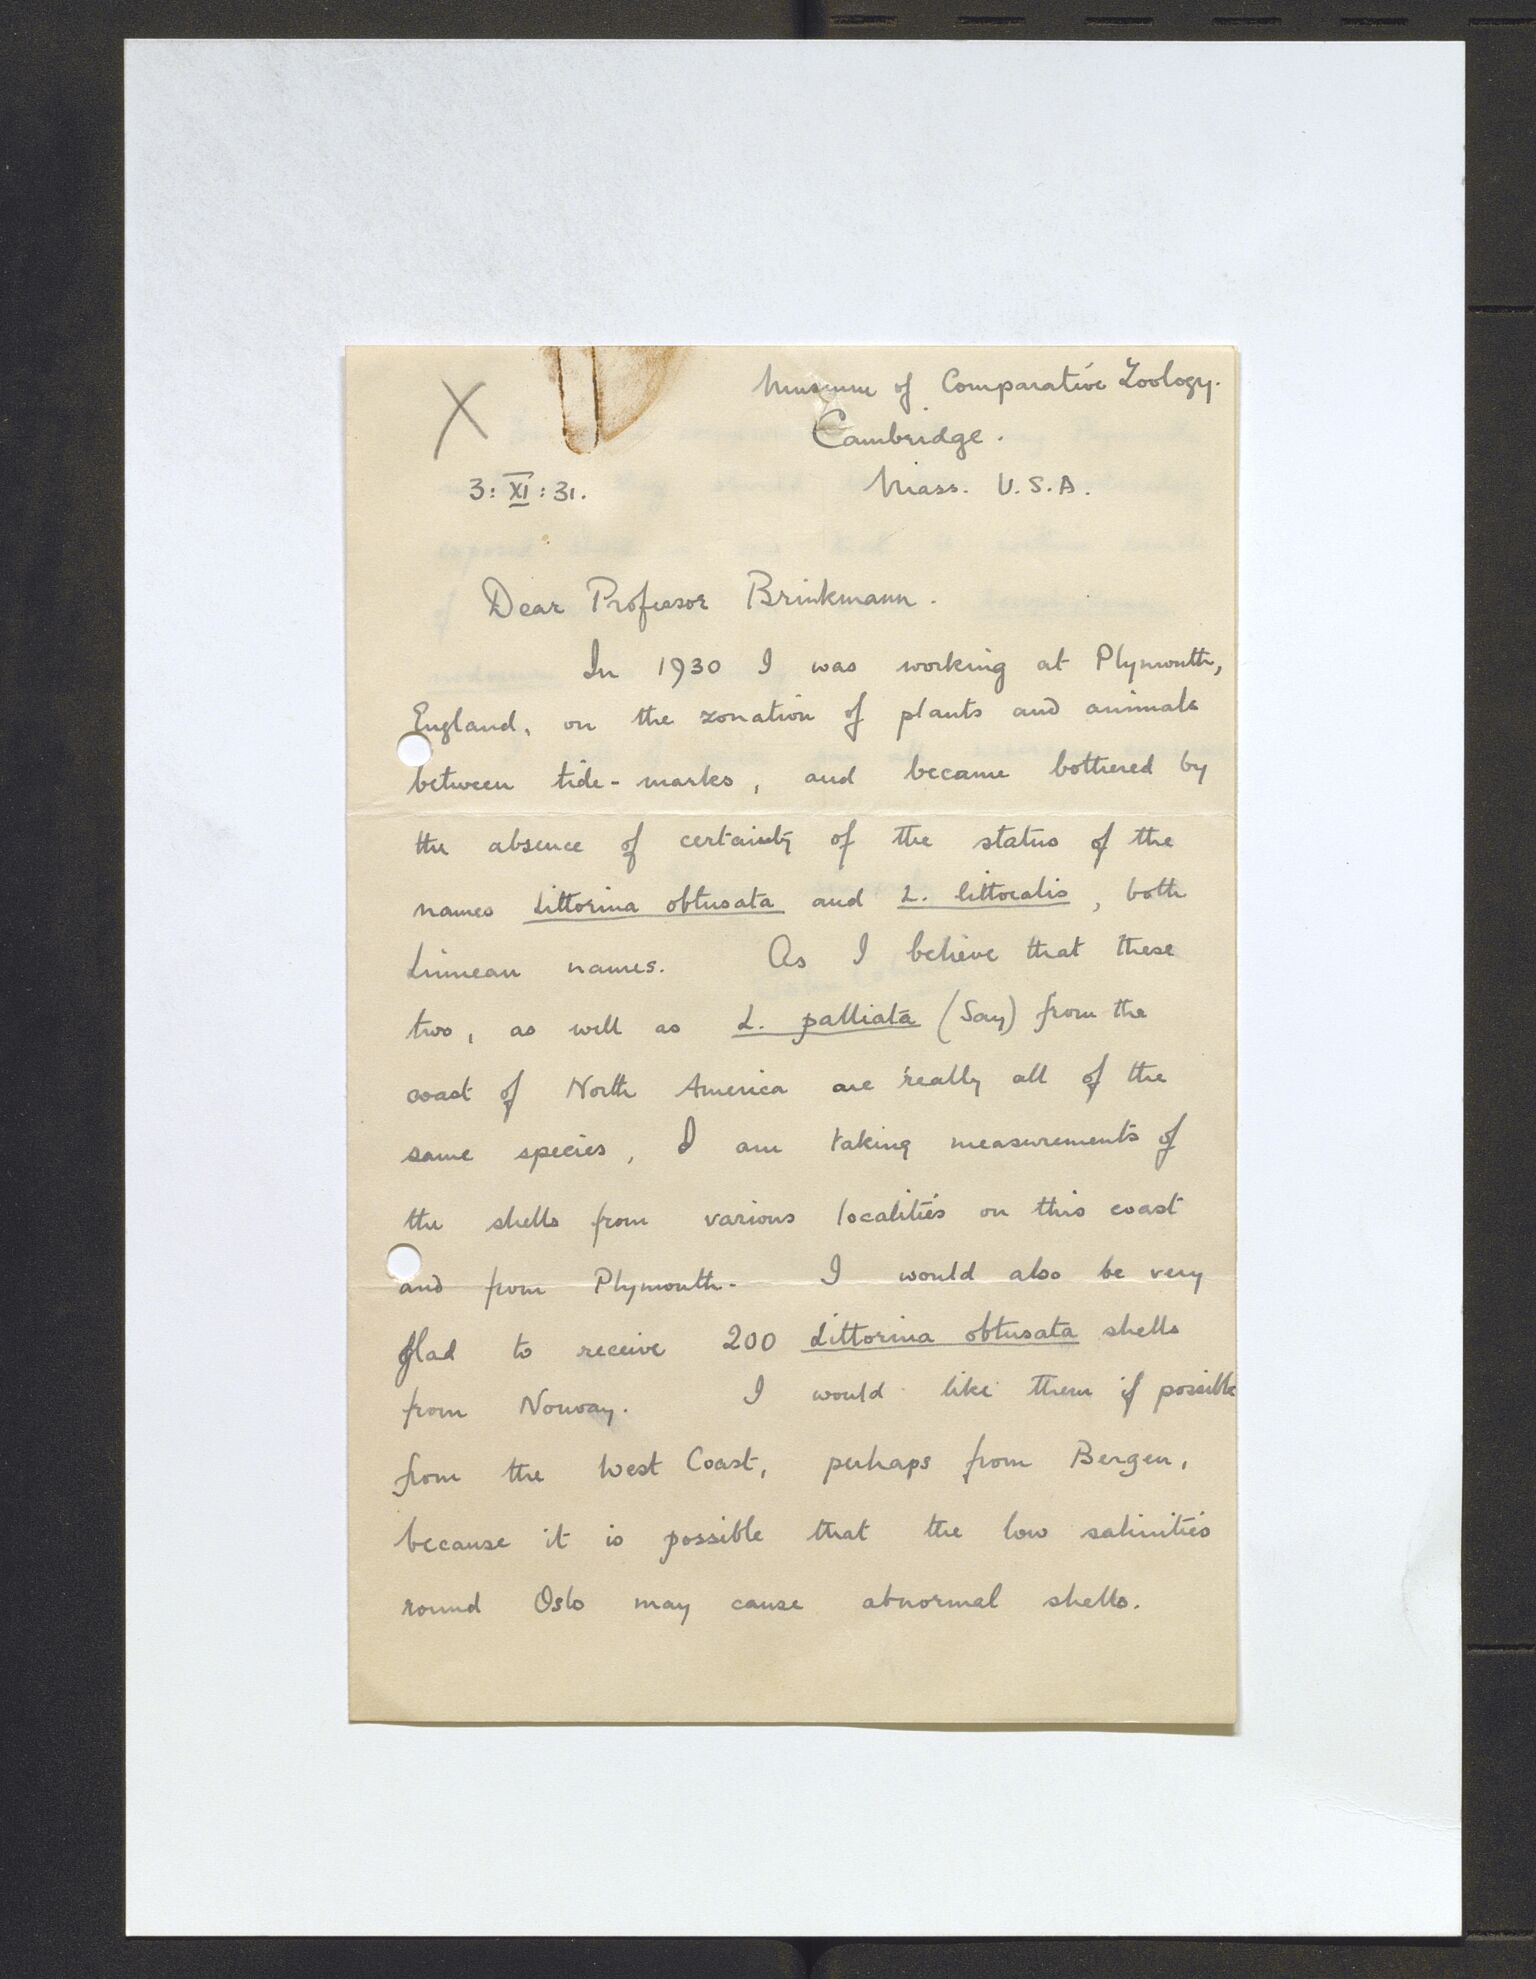 X
Museum of Comparative Zoology.
Cambridge.
3: XI : 31.
Mass. U.S.A.
Dear Professor Brinkmann.
In 1930 I was working at Plymouth,
England, on the zonation of plants and animals
between tide-marks, and became bothered by
the absence of certainty of the status of the
names Littorina obtusata and L. littoralis, both
Linnean names. As I believe that these
two, as well as L. palliata (Say) from the
coast of North America are really all of the
same species, I am taking measurements of
the shells from various localities on this coast
and from Plymouth. I would also be very
glad to receive 200 Littorina obtusata shells
from Norway. I would like them if possible
from the West Coast, perhaps from Bergen,
because it is possible that the low salinities
round Oslo may cause abnormal shells.